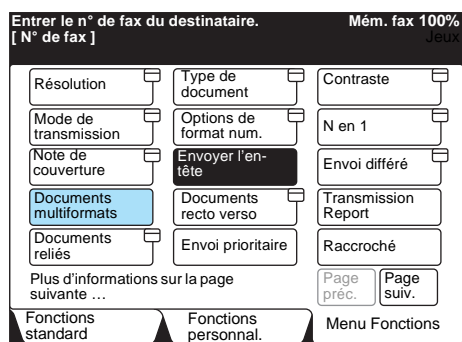 Entrer le n° de fax du destinataire. Mém. fax 100%
[ N° de fax ] Jeux
Résolution
Type de
document
Contraste
Mode de
transmission
Options de
format num.
N en 1
Note de
couverture
Envoyer l'en-
tête
Envoi différé
Documents
multiformats
Documents
recto verso
Transmission
Report
Documents
reliés
Envoi prioritaire
Raccroché
Plus d'informations sur la page
suivante ...
Page
préc.
Page
suiv.
Fonctions
standard
Fonctions
personnal.
Menu Fonctions